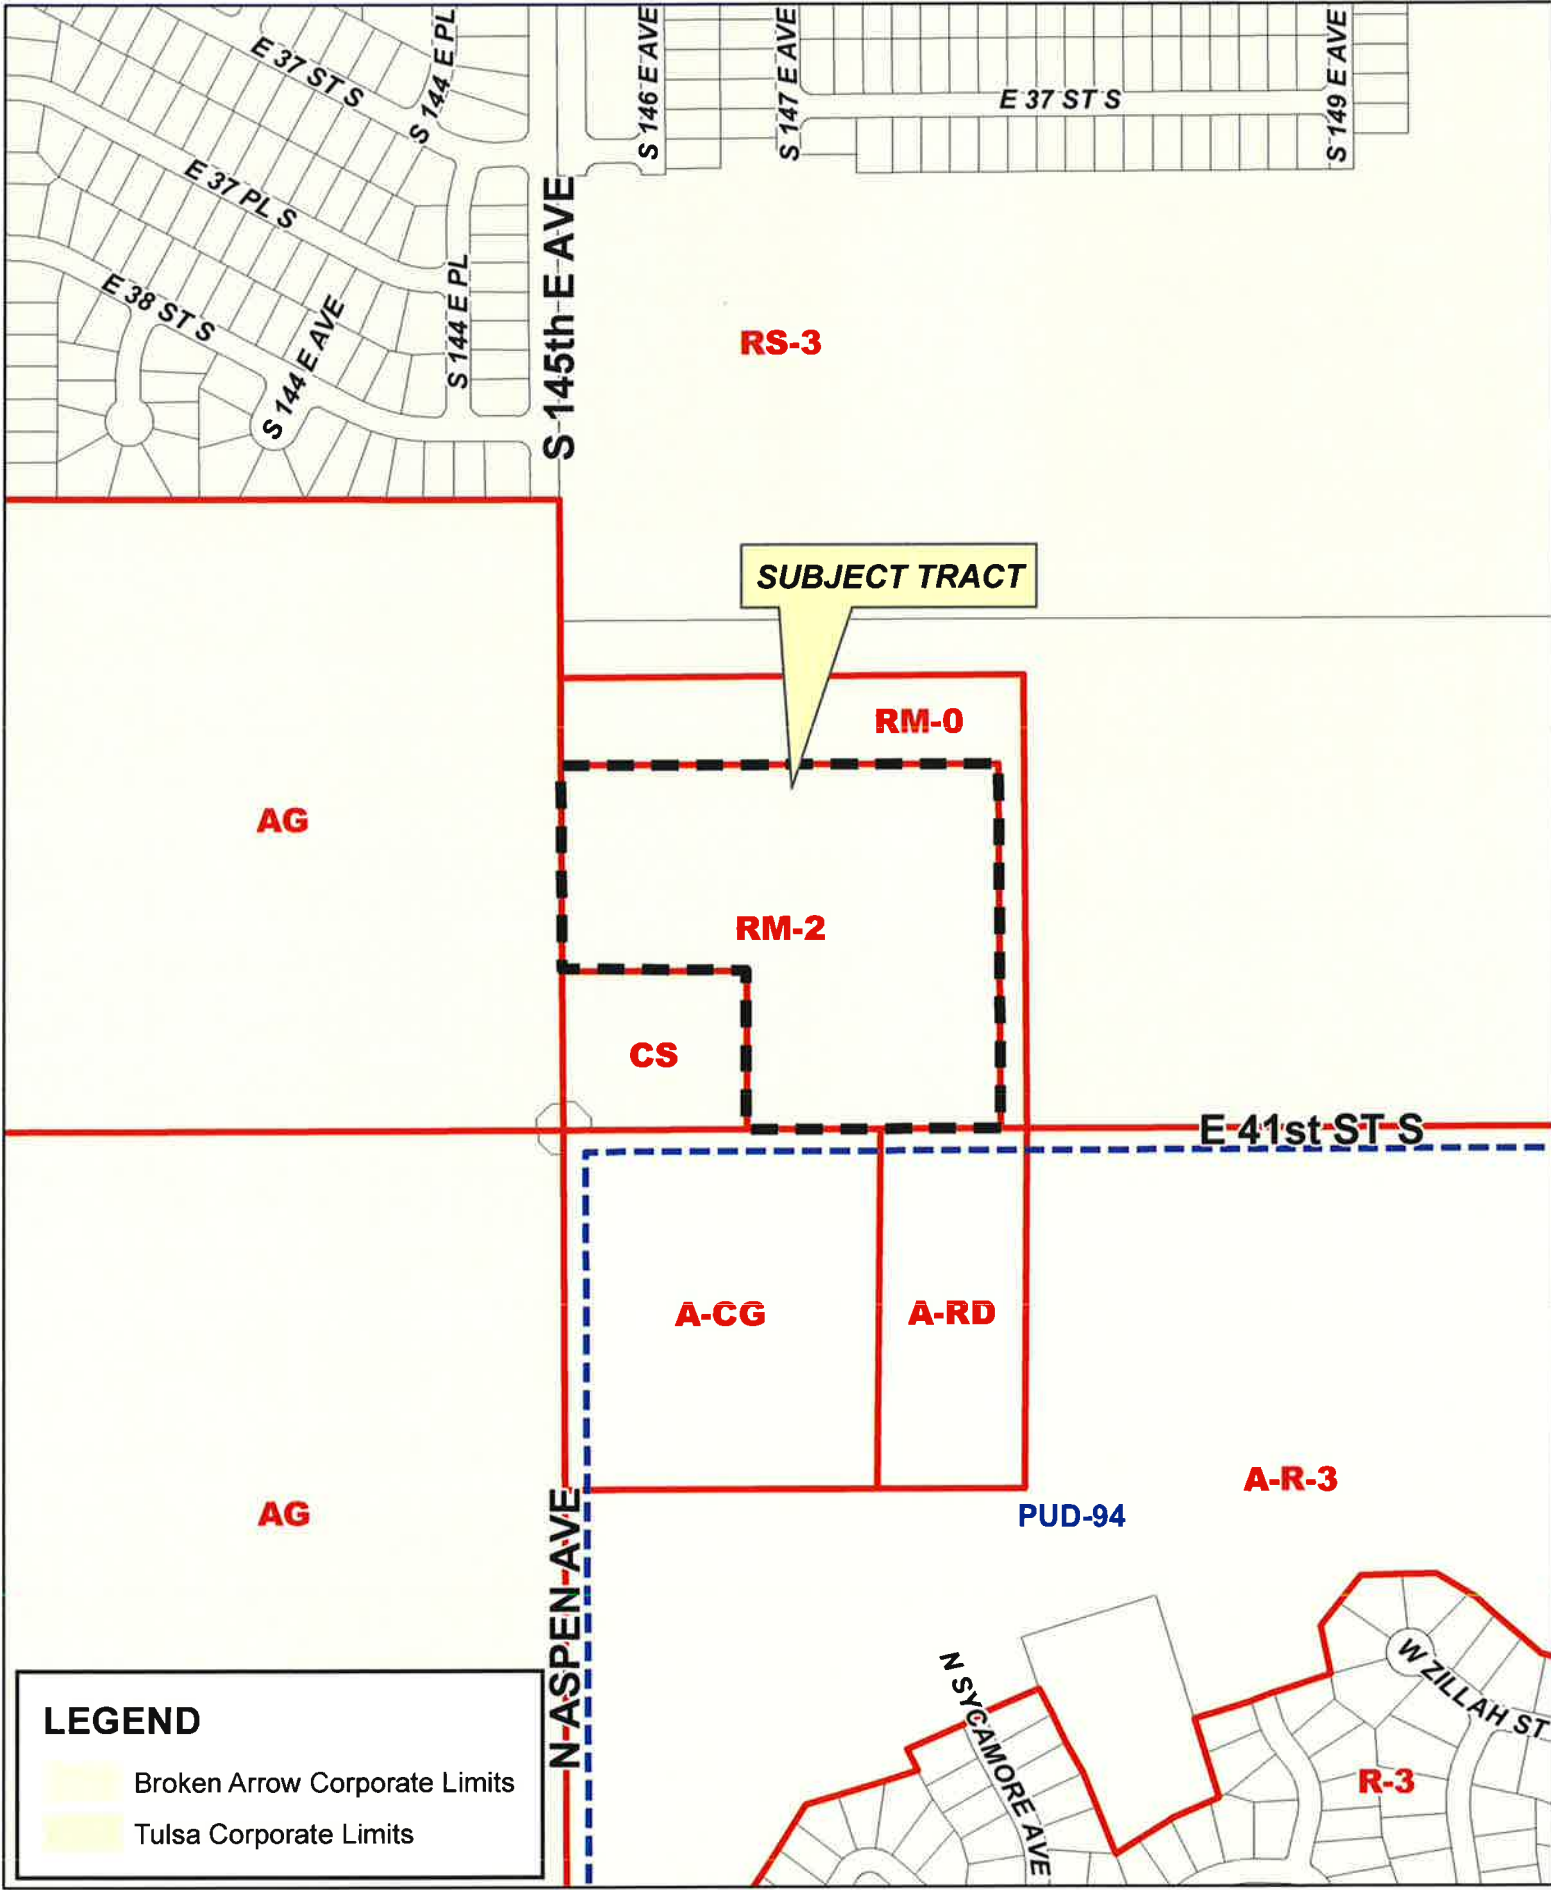 E 37 ST S
S 144 E PL
S 146 E AVE
S 147 E AVE
E 37 ST S
S 149 E AVE
E 37 PL S
S 145th E AVE
E 38 ST S
S 144 E AVE
S 144 E PL
RS-3
SUBJECT TRACT
RM-0
AG
RM-2
CS
E 41st ST S
A-CG
A-RD
A-R-3
AG
PUD-94
N ASPEN AVE
N SYCAMORE AVE
W ZILLAH ST
R-3
LEGEND
Broken Arrow Corporate Limits
Tulsa Corporate Limits